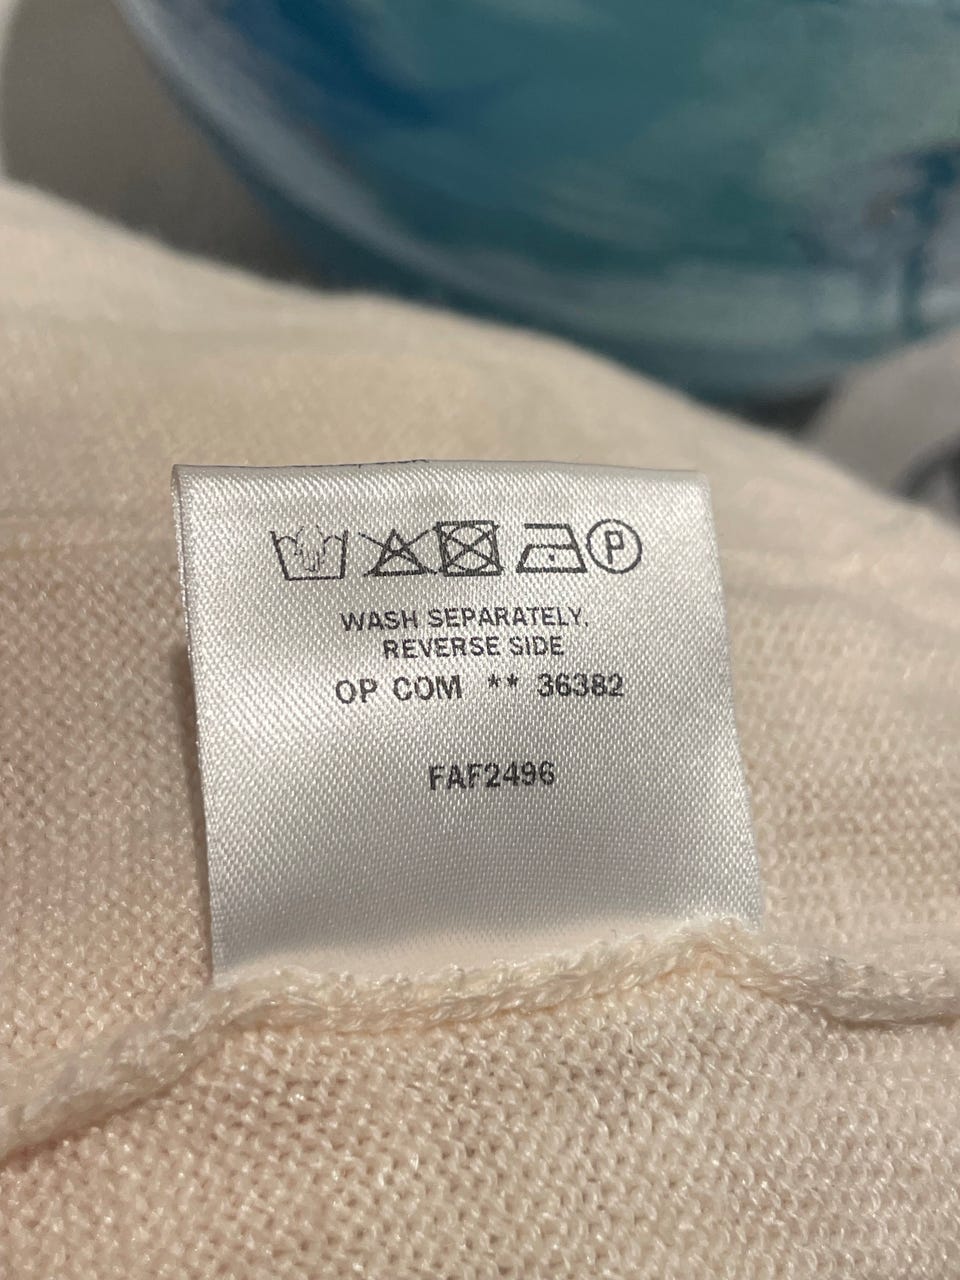 P
WASH SEPARATELY.
REVERSE SIDE
OP COM ** 36382
FAF2496